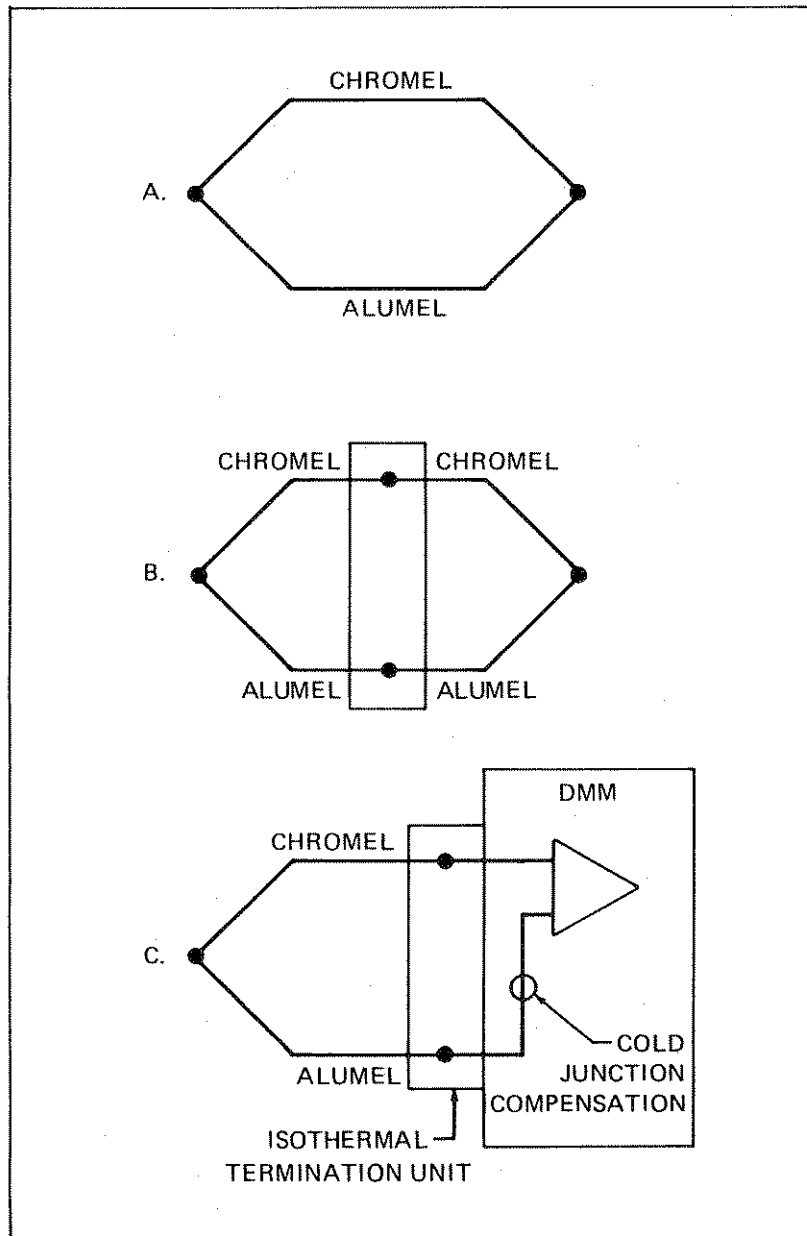 CHROMEL
A.
ALUMEL
CHROMEL CHROMEL
B.
ALUMEL ALUMEL
DMM
CHROMEL
C.
ALUMEL
COLD
JUNCTION
COMPENSATION
ISOTHERMAL
TERMINATION UNIT